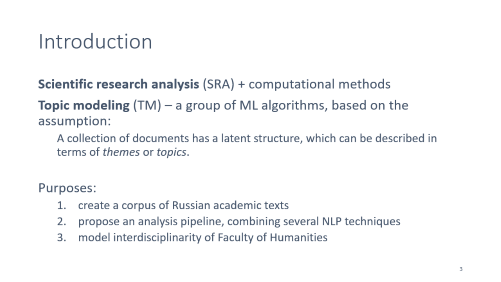 Introduction
Scientific research analysis (SRA) + computational methods
Topic modeling (TM) – a group of ML algorithms, based on the
assumption:
A collection of documents has a latent structure, which can be described in
terms of themes or topics.
Purposes:
1. create a corpus of Russian academic texts
2. propose an analysis pipeline, combining several NLP techniques
3. model interdisciplinarity of Faculty of Humanities
3